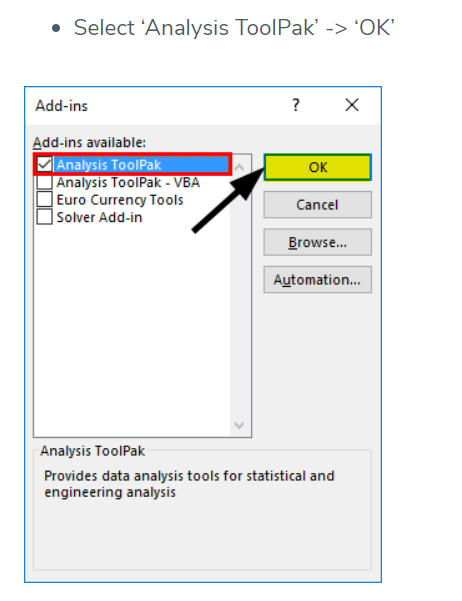 Select ‘Analysis ToolPak’ -> ‘OK’
Add-ins
?
Add-ins available:
Analysis ToolPak
Analysis ToolPak - VBA
Euro Currency Tools
Solver Add-in
OK
Cancel
Browse...
Automation...
Analysis ToolPak
Provides data analysis tools for statistical and
engineering analysis